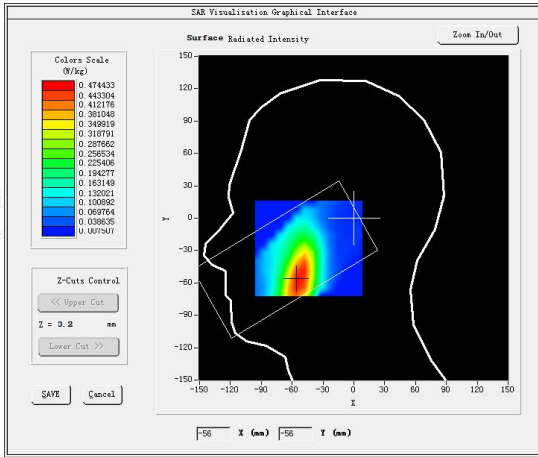 SAR Visualisation Graphical Interface
Surface Radiated Intensity
Zoom In/Out
Colors Scale
(W/kg)
0.474433
0.443304
0.412176
0.381048
0.349919
0.318791
0.287662
0.256534
0.225406
0.194277
0.163149
0.132021
0.100892
0.069764
0.038635
0.007507
Z-Cuts Control
<< Upper Cut
Z = 0.2 mm
Lower Cut >>
SAVE
Cancel
150
120
90
60
30
0
-30
-60
-90
-120
-150
Y
-150 -120 -90 -60 -30 0 30 60 90 120 150
X
-56 X (mm) -56 Y (mm)